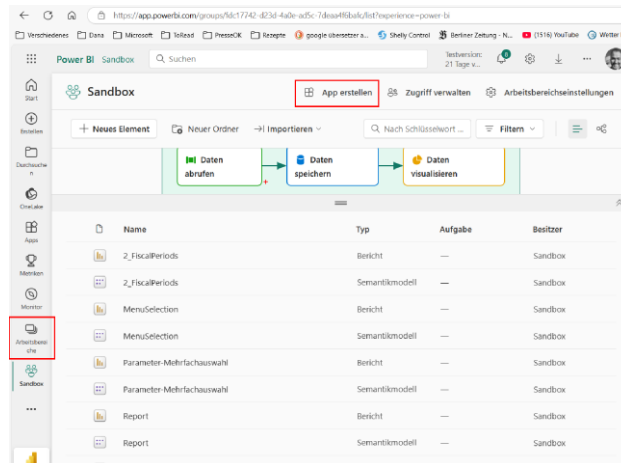 https://app.powerbi.com/groups/fdc17742-d23d-4a0e-ad5c-7deaa4f6balc/list?experience=power-bi
Verschiedenes Dana Microsoft ToRead PresseOK Rezepte google übersetzer a... Shelly Control Berliner Zeitung - N... (1516) YouTube Wetter
Power BI Sandbox Suchen Testversion: 21 Tage v...
Start
Sandbox App erstellen Zugriff verwalten Arbeitsbereichseinstellungen
Erstellen
+ Neues Element Neuer Ordner Importieren Nach Schlüsselwort ... Filtern
Durchsuchen
Daten abrufen
Daten speichern
Daten visualisieren
OneLake
Apps
Metriken
Monitor
Arbeitsbereiche
Sandbox
...
Name Typ Aufgabe Besitzer
2_FiscalPeriods Bericht — Sandbox
2_FiscalPeriods Semantikmodell — Sandbox
MenuSelection Bericht — Sandbox
MenuSelection Semantikmodell — Sandbox
Parameter-Mehrfachauswahl Bericht — Sandbox
Parameter-Mehrfachauswahl Semantikmodell — Sandbox
Report Bericht — Sandbox
Report Semantikmodell — Sandbox